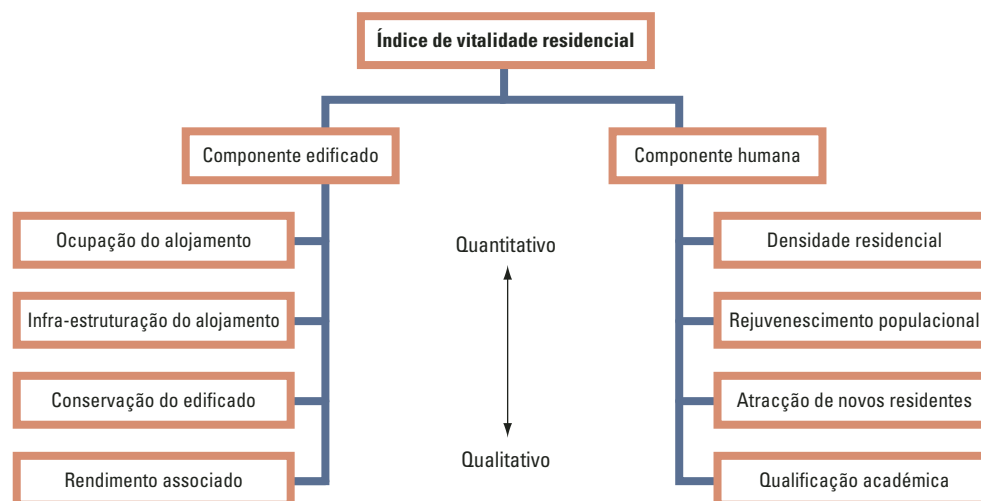 Índice de vitalidade residencial
Componente edificado
Componente humana
Ocupação do alojamento
Infra-estruturação do alojamento
Conservação do edificado
Rendimento associado
Quantitativo
Qualitativo
Densidade residencial
Rejuvenescimento populacional
Atracção de novos residentes
Qualificação académica